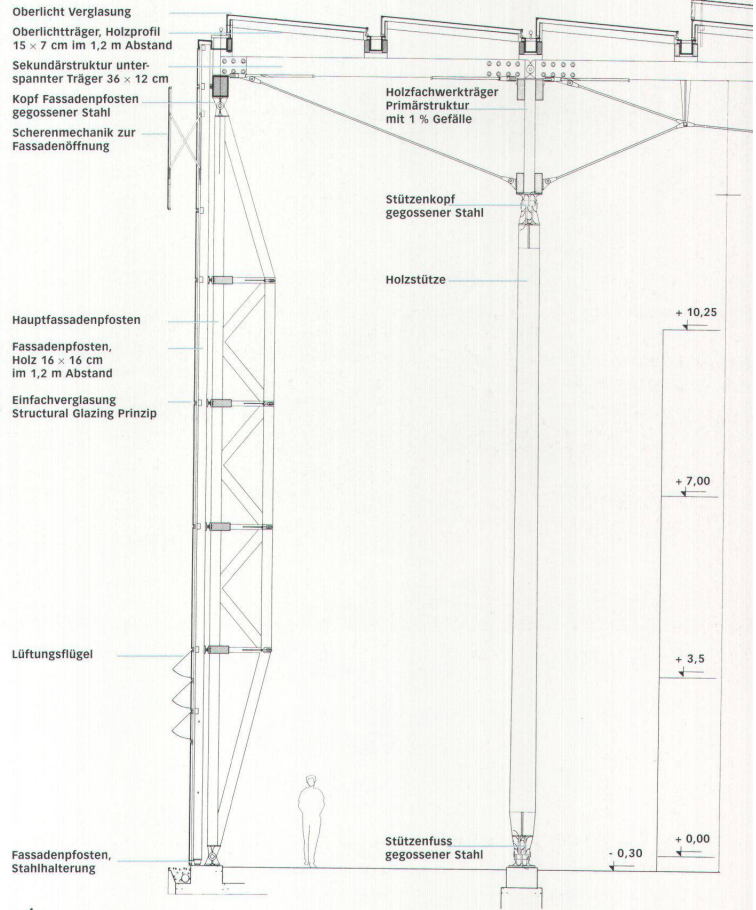 Oberlicht Verglasung
Oberlichtträger, Holzprofil
15 × 7 cm im 1,2 m Abstand
Sekundärstruktur unter-
spannter Träger 36 × 12 cm
Kopf Fassadenpfosten
gegossener Stahl
Scherenmechanik zur
Fassadenöffnung
Holzfachwerkträger
Primärstruktur
mit 1 % Gefälle
Stützenkopf
gegossener Stahl
Holzstütze
Hauptfassadenpfosten
Fassadenpfosten,
Holz 16 × 16 cm
im 1,2 m Abstand
Einfachverglasung
Structural Glazing Prinzip
+ 10,25
+ 7,00
Lüftungsflügel
+ 3,5
Fassadenpfosten,
Stahlhalterung
Stützenfuss
gegossener Stahl
- 0,30
+ 0,00